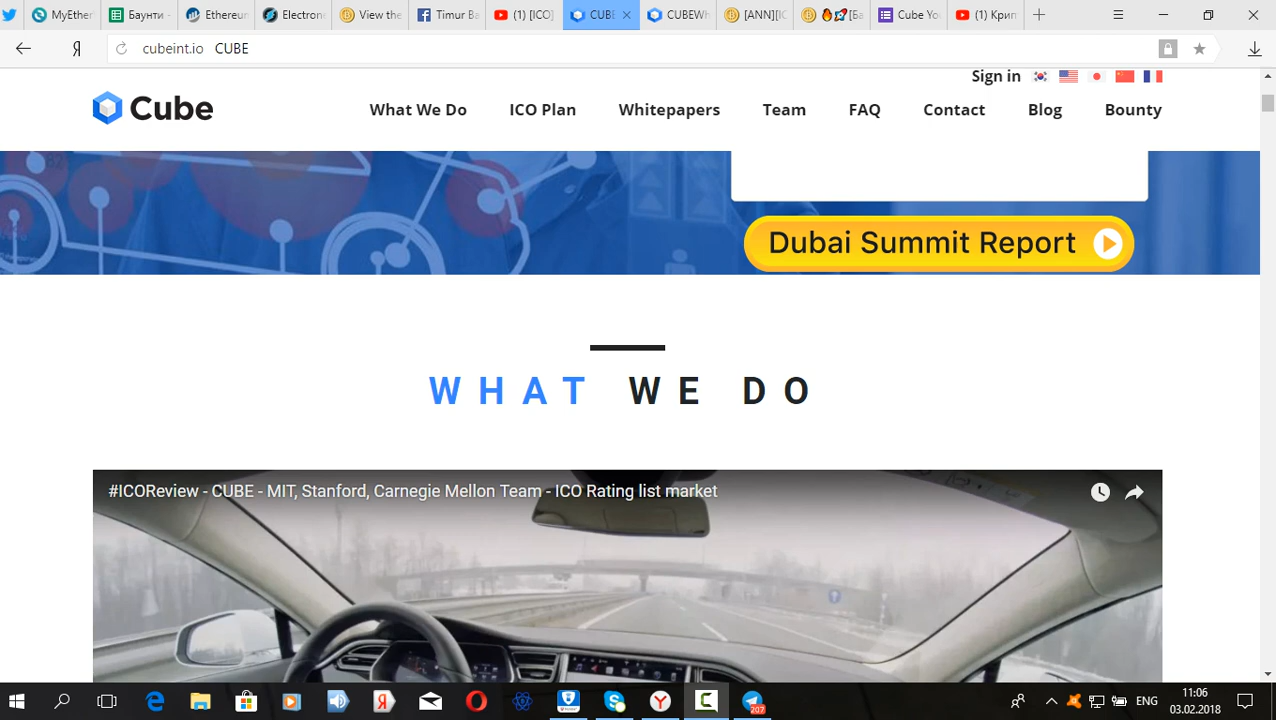 MyEther
Баунти -
Ethereum
Electrone
View the
Timur Ba
(1) [ICO]
CUBE
CUBEWh
[ANN][IC
[Ба
Cube Yo
(1) Крип
cubeint.io CUBE
Sign in
Cube
What We Do
ICO Plan
Whitepapers
Team
FAQ
Contact
Blog
Bounty
Dubai Summit Report
WHAT WE DO
#ICOReview - CUBE - MIT, Stanford, Carnegie Mellon Team - ICO Rating list market
207
ENG
11:06
03.02.2018